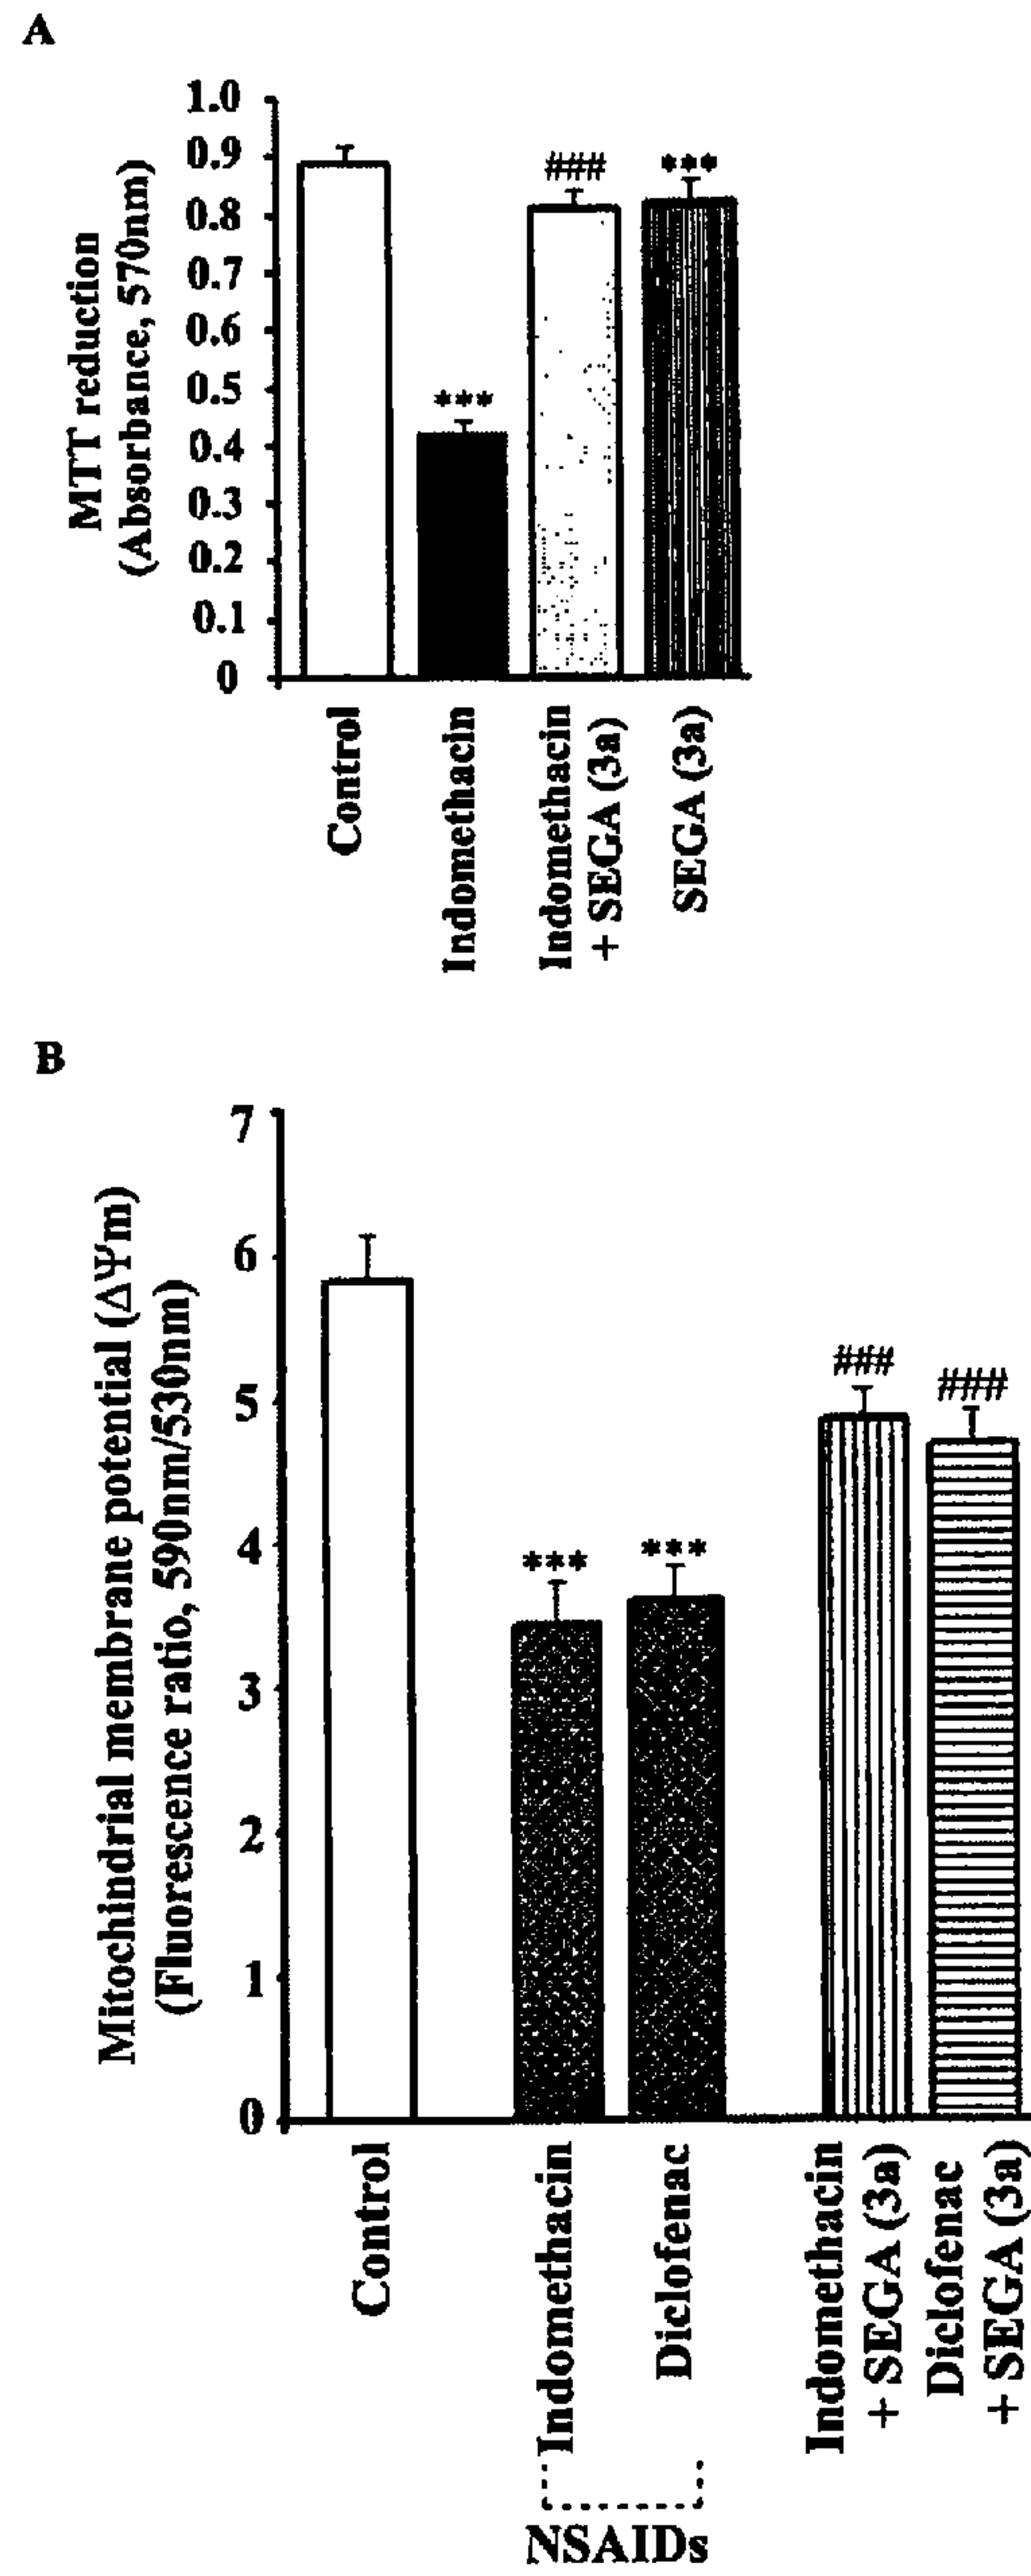 A
MTT reduction
(Absorbance, 570nm)
1.0
0.9
0.8
0.7
0.6
0.5
0.4
0.3
0.2
0.1
0
***
###
***
Control
Indomethacin
Indomethacin
+ SEGA (3a)
SEGA (3a)
B
Mitochindrial membrane potential (ΔΨm)
(Fluorescence ratio, 590nm/530nm)
7
6
5
4
3
2
1
0
***
***
###
###
Control
Indomethacin
Diclofenac
Indomethacin
+ SEGA (3a)
Diclofenac
+ SEGA (3a)
NSAIDs